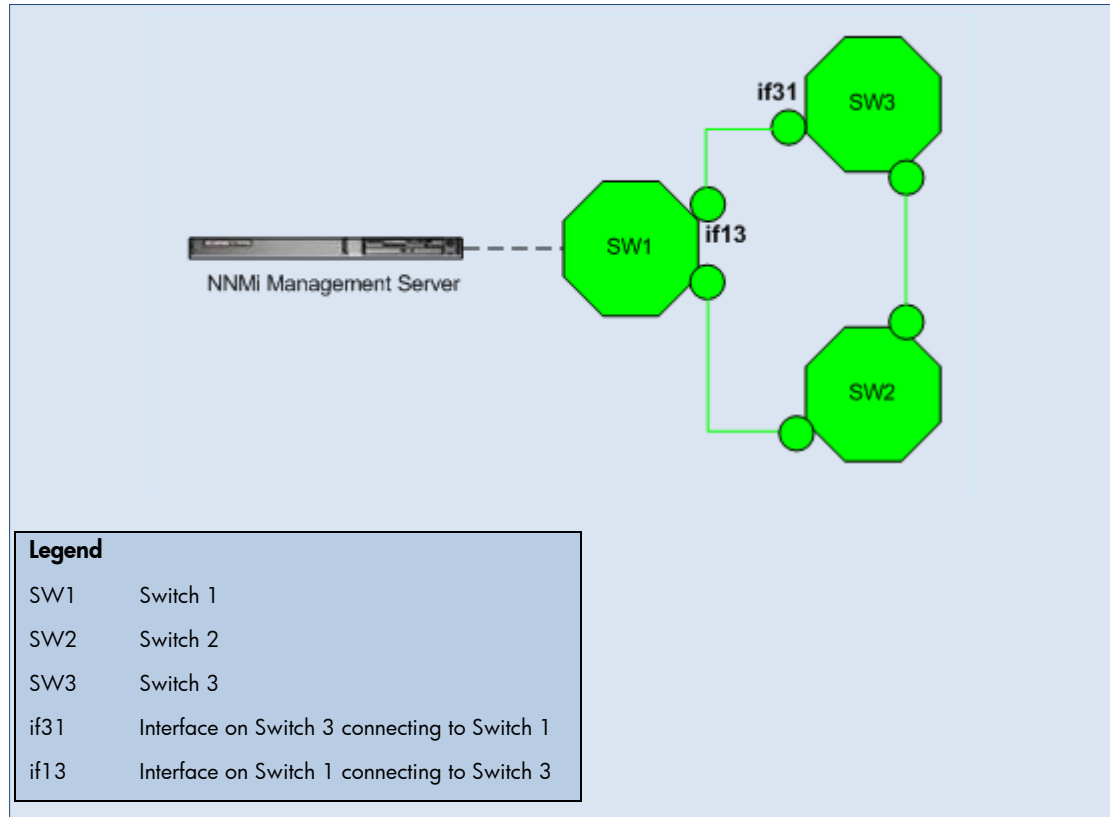 if31
SW3
SW1
if13
NNMi Management Server
SW2
Legend
SW1 Switch 1
SW2 Switch 2
SW3 Switch 3
if31 Interface on Switch 3 connecting to Switch 1
if13 Interface on Switch 1 connecting to Switch 3